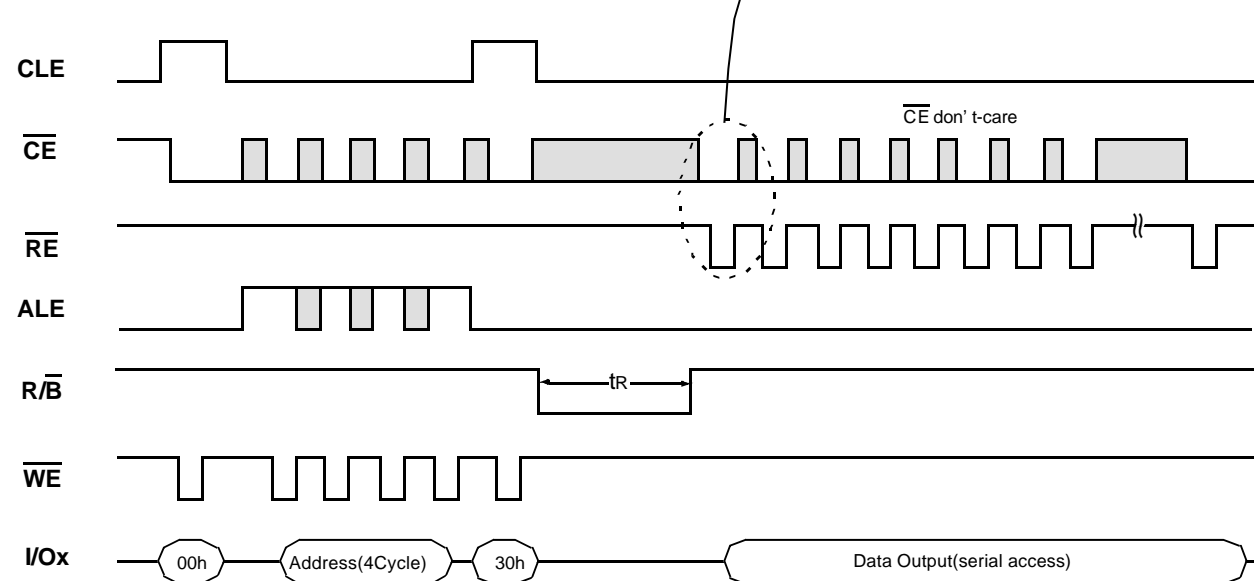 CLE
CE don' t-care
CE
RE
ALE
R/B
tR
WE
I/Ox
00h
Address(4Cycle)
30h
Data Output(serial access)